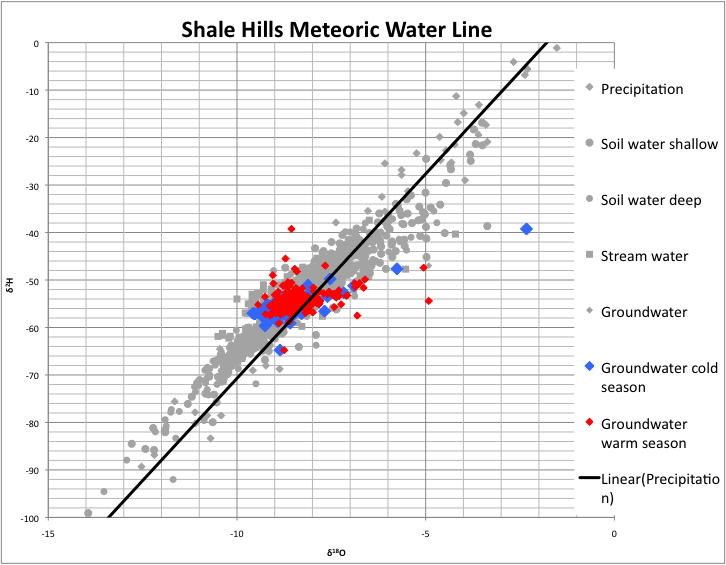 Shale Hills Meteoric Water Line
0
-10
-20
-30
-40
-50
-60
-70
-80
-90
-100
-15
-10
-5
0
δ²H
δ¹⁸O
Precipitation
Soil water shallow
Soil water deep
Stream water
Groundwater
Groundwater cold
season
Groundwater
warm season
Linear(Precipitatio
n)